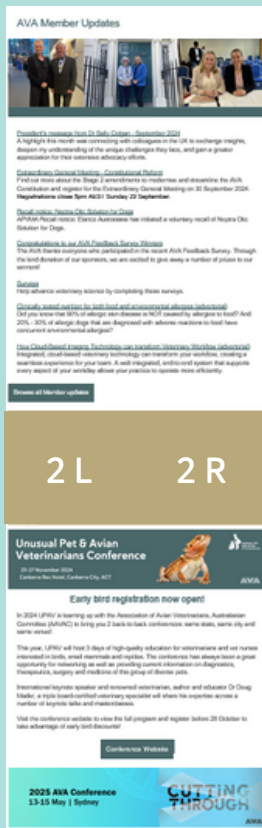 AVA Member Updates
President's message from Dr Sally Colgan - September 2024
A highlight this month was connecting with colleagues in the UK to exchange insights,
deepen my understanding of the unique challenges they face, and gain a greater
appreciation for their extensive advocacy efforts.
Extraordinary General Meeting - Constitutional Reform
Find out more about the Stage 2 amendments to modernise and streamline the AVA
Constitution and register for the Extraordinary General Meeting on 30 September 2024.
Registrations close 5pm AEST Sunday 29 September.
Recall notice: Neptra Otic Solution for Dogs
APVMA Recall notice: Elanco Australasia has initiated a voluntary recall of Neptra Otic
Solution for Dogs.
Congratulations to our AVA Feedback Survey Winners
The AVA thanks everyone who participated in the recent AVA Feedback Survey. Through
the kind donation of our sponsors, we are excited to give away a number of prizes to our
winners!
Surveys
Help advance veterinary science by completing these surveys.
Clinically tested nutrition for both food and environmental allergies (advertorial)
Did you know that 90% of allergic skin disease is NOT caused by allergies to food? And
20% - 30% of allergic dogs that are diagnosed with adverse reactions to food have
concurrent environmental allergies?
How Cloud-Based Imaging Technology can transform Veterinary Workflow (advertorial)
Integrated, cloud-based veterinary technology can transform your workflow, creating a
seamless experience for your team. A well integrated, end-to-end system that supports
every aspect of your workday allows your practice to operate more efficiently.
Browse all Member updates
2 L 2 R
Unusual Pet & Avian
Veterinarians Conference
25-27 November 2024
Canberra Rex Hotel, Canberra City, ACT
AVA
Early bird registration now open!
In 2024 UPAV is teaming up with the Association of Avian Veterinarians, Australasian
Committee (AAVAC) to bring you 2 back-to-back conferences: same state, same city and
same venue!
This year, UPAV will host 3 days of high-quality education for veterinarians and vet nurses
interested in birds, small mammals and reptiles. The conference has always been a great
opportunity for networking as well as providing current information on diagnostics,
therapeutics, surgery and medicine of this group of diverse pets.
International keynote speaker and renowned veterinarian, author and educator Dr Doug
Mader, a triple board-certified veterinary specialist will share his expertise across a
number of keynote talks and masterclasses.
Visit the conference website to view the full program and register before 28 October to
take advantage of early bird discounts!
Conference Website
2025 AVA Conference
13-15 May | Sydney
CUTTING
THROUGH
AVA